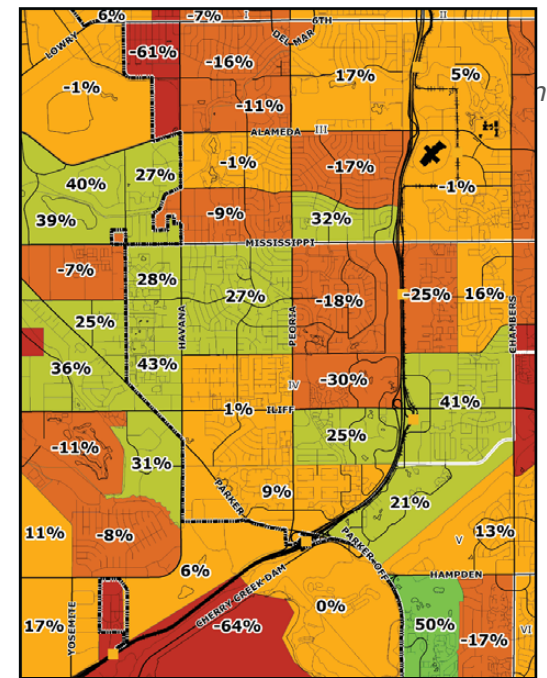 6% -7% I II
6TH
LOWRY DEL MAR
-61% -16% 17% 5%
-1% n
-11%
ALAMEDA III
40% 27% -1% -17% -1%
39% -9% 32%
MISSISSIPPI
-7% 28% 27% -18% -25% 16%
HAVANA PEORIA CHAMBERS
25%
36% 43% -30% 41%
IV
1% ILIFF
-11% 31% 25%
PARKER 9% 21%
11% -8% PARKER-OFF V 13%
6% HAMPDEN
CHERRY CREEK DAM
17% YOSEMITE -64% 0% 50% -17% VI